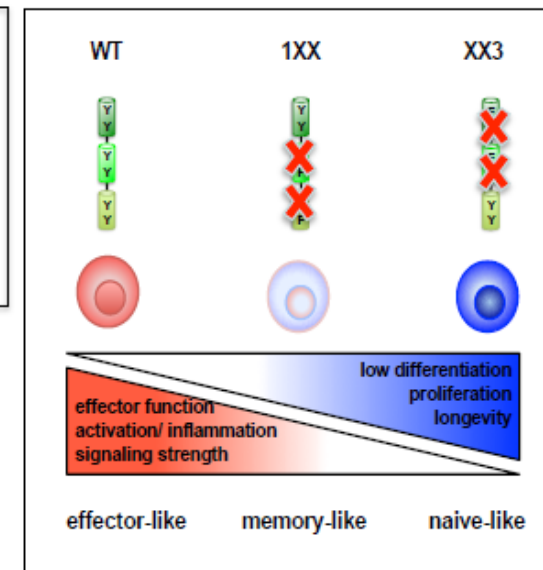 WT 1XX XX3
Y Y
Y Y
Y Y
Y Y
F
Y Y
low differentiation
proliferation
longevity
effector function
activation/ inflammation
signaling strength
effector-like memory-like naive-like